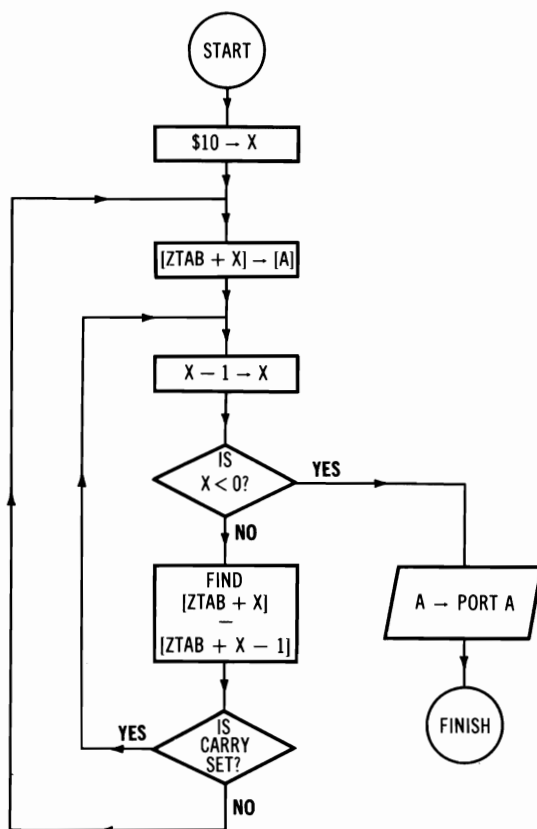 START
$10 → X
[ZTAB + X] → [A]
X − 1 → X
IS
X < 0?
YES
NO
FIND
[ZTAB + X]
−
[ZTAB + X − 1]
A → PORT A
IS
CARRY
SET?
YES
NO
FINISH